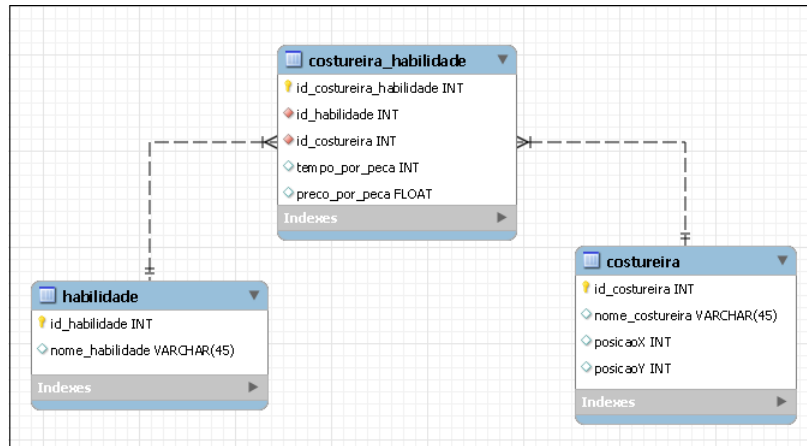 costureira_habilidade
id_costureira_habilidade INT
id_habilidade INT
id_costureira INT
tempo_por_peca INT
preco_por_peca FLOAT
Indexes
habilidade
id_habilidade INT
nome_habilidade VARCHAR(45)
Indexes
costureira
id_costureira INT
nome_costureira VARCHAR(45)
posicaoX INT
posicaoY INT
Indexes